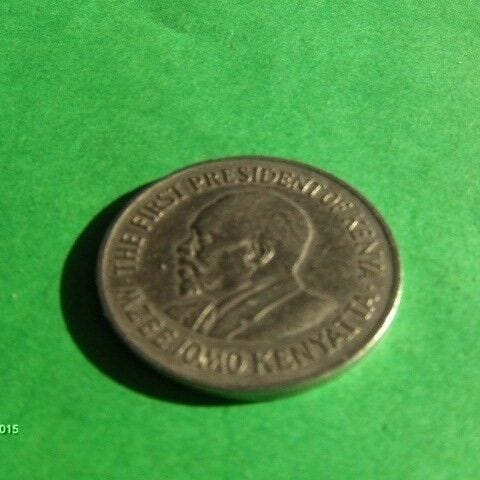 THE FIRST PRESIDENT OF KENYA
MZEE JOMO KENYATTA
015